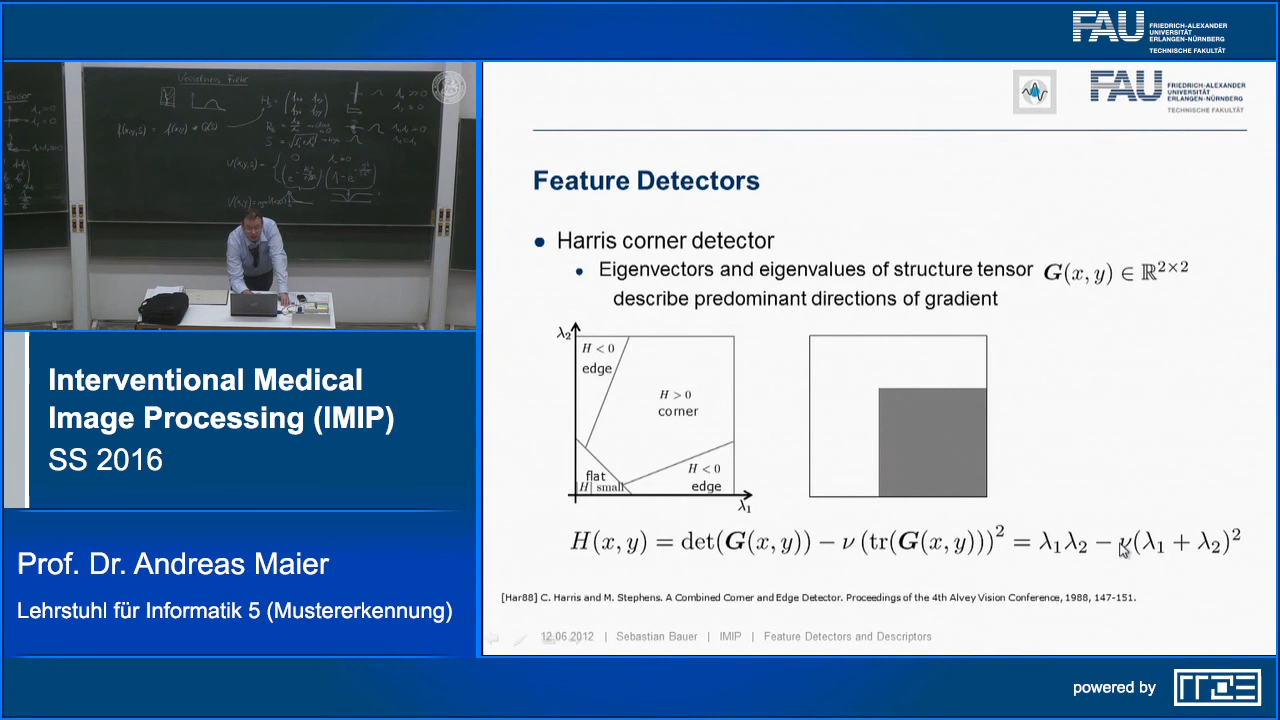 FAU
FRIEDRICH-ALEXANDER
UNIVERSITÄT
ERLANGEN-NÜRNBERG
TECHNISCHE FAKULTÄT
FAU
FRIEDRICH-ALEXANDER
UNIVERSITÄT
ERLANGEN-NÜRNBERG
TECHNISCHE FAKULTÄT
Feature Detectors
● Harris corner detector
• Eigenvectors and eigenvalues of structure tensor G(x, y) ∈ ℝ²ˣ²
describe predominant directions of gradient
λ₂
H < 0
edge
H > 0
corner
flat
|H| small
H < 0
edge
λ₁
H(x, y) = det(G(x, y)) − ν (tr(G(x, y)))² = λ₁λ₂ − ν(λ₁ + λ₂)²
[Har88] C. Harris and M. Stephens. A Combined Corner and Edge Detector. Proceedings of the 4th Alvey Vision Conference, 1988, 147-151.
12.06.2012 | Sebastian Bauer | IMIP | Feature Detectors and Descriptors
Interventional Medical
Image Processing (IMIP)
SS 2016
Prof. Dr. Andreas Maier
Lehrstuhl für Informatik 5 (Mustererkennung)
powered by